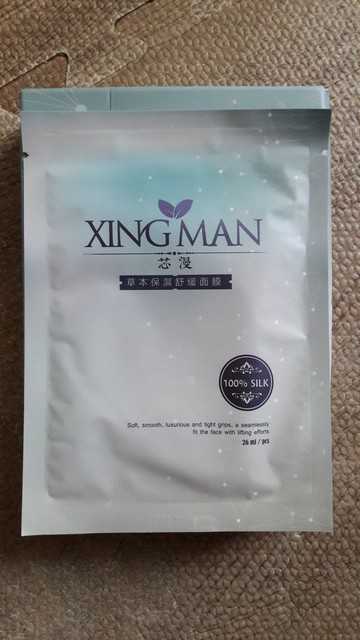 XING MAN
芯漫
草本保濕舒緩面膜
100% SILK
Soft, smooth, luxurious and tight grips, a seamlessly
fit the face with lifting efforts
26 ml / pcs